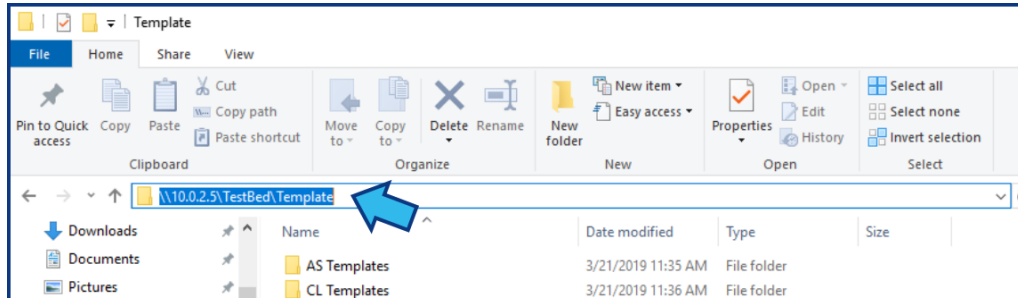 Template
File Home Share View
Pin to Quick access
Copy
Paste
Cut
Copy path
Paste shortcut
Clipboard
Move to
Copy to
Delete
Rename
Organize
New folder
New item
Easy access
New
Properties
Open
Edit
History
Open
Select all
Select none
Invert selection
Select
\\10.0.2.5\TestBed\Template
Downloads
Documents
Pictures
Name Date modified Type Size
AS Templates 3/21/2019 11:35 AM File folder
CL Templates 3/21/2019 11:36 AM File folder